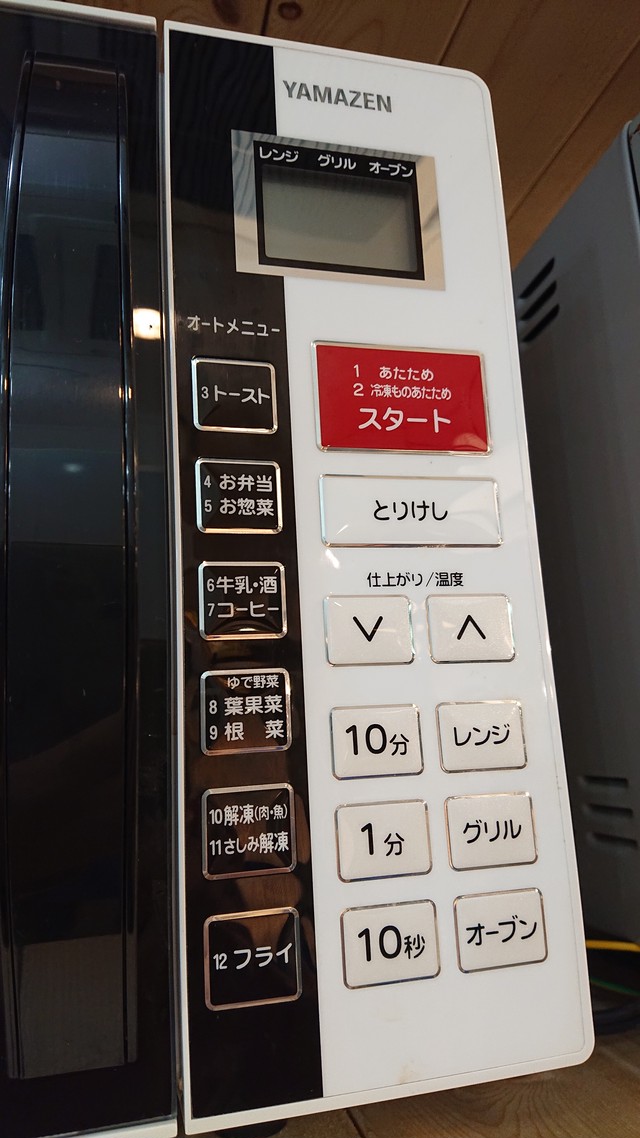 YAMAZEN
レンジ グリル オーブン
オートメニュー
3 トースト
4 お弁当
5 お惣菜
6 牛乳・酒
7 コーヒー
ゆで野菜
8 葉果菜
9 根 菜
10 解凍(肉・魚)
11 さしみ解凍
12 フライ
1 あたため
2 冷凍ものあたため
スタート
とりけし
仕上がり/温度
∨ ∧
10分 レンジ
1分 グリル
10秒 オーブン